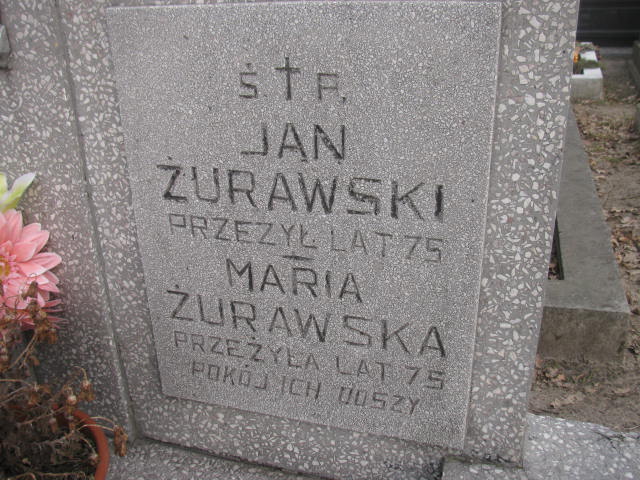 Ś † P.
JAN
ŻURAWSKI
PRZEŻYŁ LAT 75
MARIA
ŻURAWSKA
PRZEŻYŁA LAT 75
POKÓJ ICH DUSZY